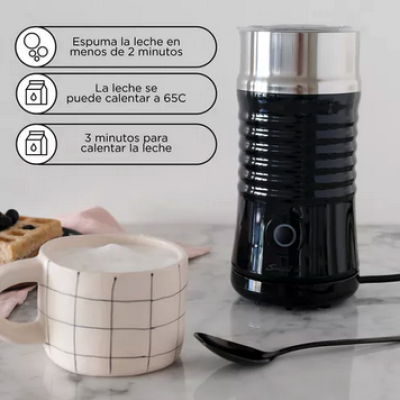 Espuma la leche en
menos de 2 minutos
La leche se
puede calentar a 65C
3 minutos para
calentar la leche